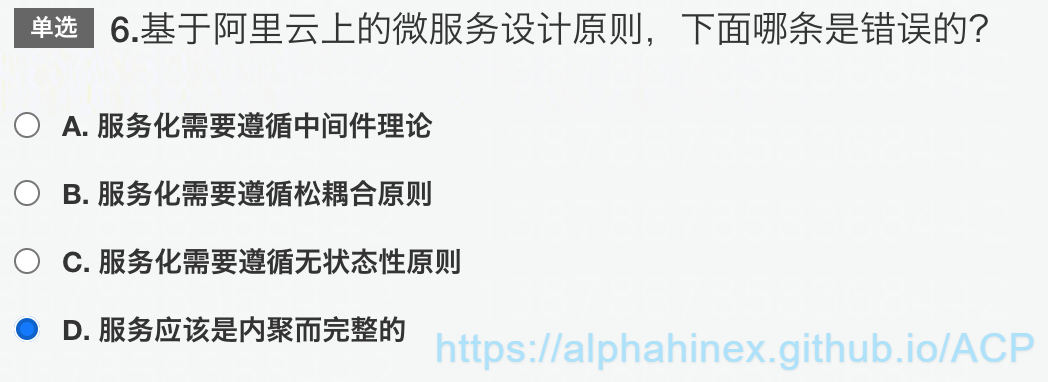 单选 6.基于阿里云上的微服务设计原则，下面哪条是错误的？
A. 服务化需要遵循中间件理论
B. 服务化需要遵循松耦合原则
C. 服务化需要遵循无状态性原则
D. 服务应该是内聚而完整的
https://alphahinex.github.io/ACP